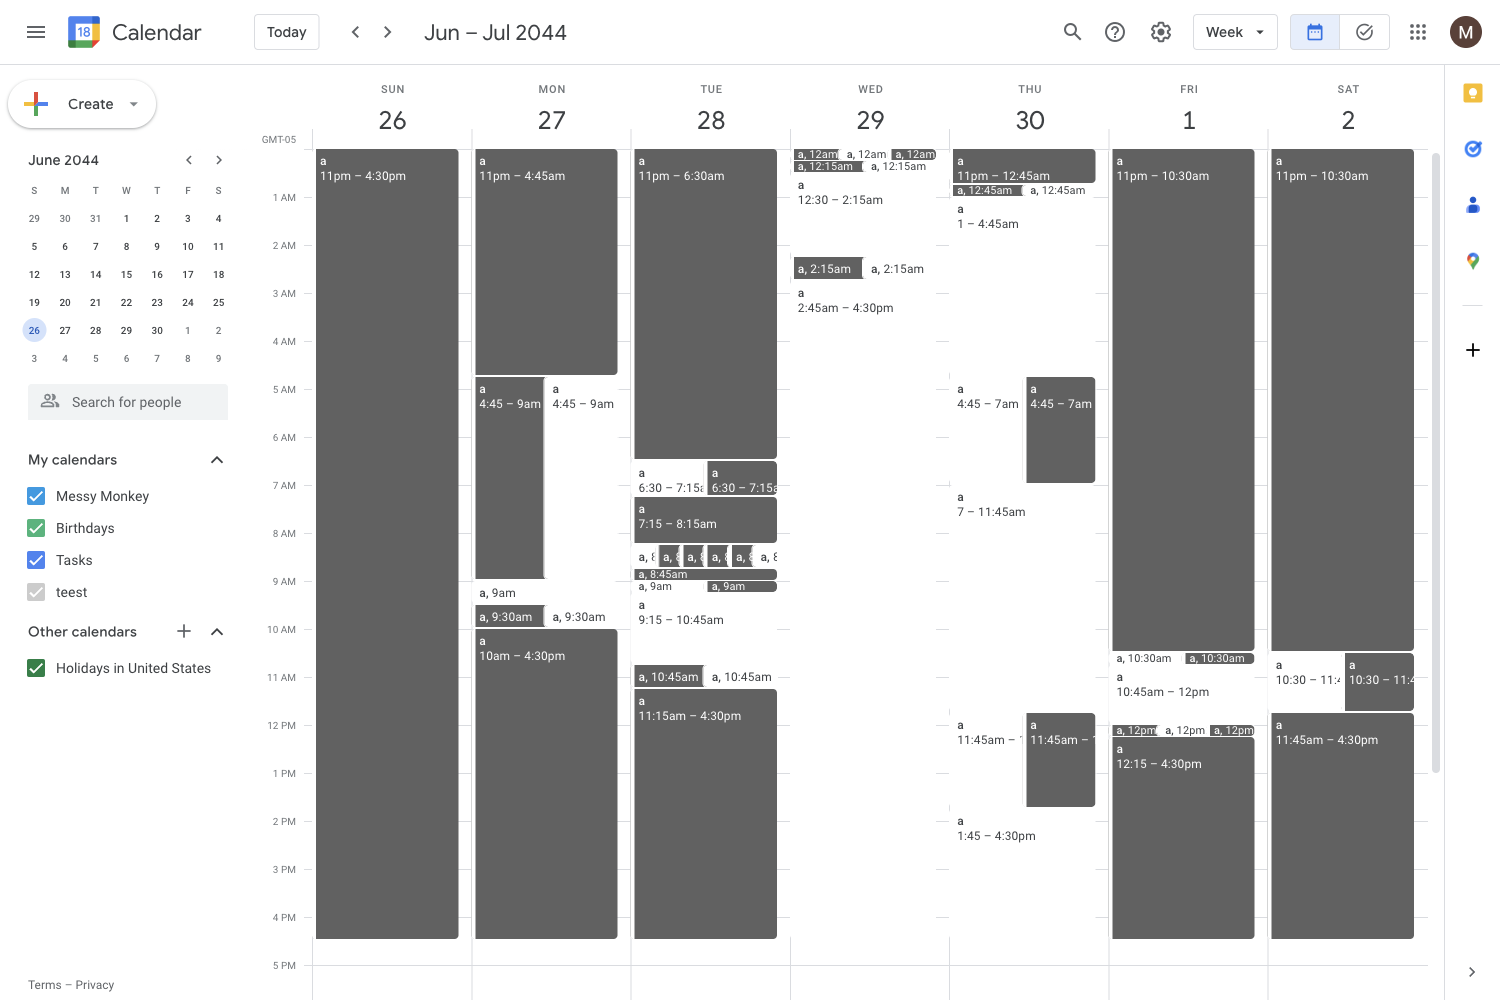 18
Calendar
Today
Jun – Jul 2044
Week
M
Create
June 2044
S M T W T F S
29 30 31 1 2 3 4
5 6 7 8 9 10 11
12 13 14 15 16 17 18
19 20 21 22 23 24 25
26 27 28 29 30 1 2
3 4 5 6 7 8 9
Search for people
My calendars
Messy Monkey
Birthdays
Tasks
teest
Other calendars
Holidays in United States
Terms – Privacy
SUN MON TUE WED THU FRI SAT
26 27 28 29 30 1 2
GMT-05
1 AM
2 AM
3 AM
4 AM
5 AM
6 AM
7 AM
8 AM
9 AM
10 AM
11 AM
12 PM
1 PM
2 PM
3 PM
4 PM
5 PM
a
11pm – 4:30pm
a
11pm – 4:45am
a
4:45 – 9am
a
4:45 – 9am
a, 9am
a, 9:30am
a, 9:30am
a
10am – 4:30pm
a
11pm – 6:30am
a
6:30 – 7:15a
a
6:30 – 7:15a
a
7:15 – 8:15am
a, 8
a, 8
a, 8
a, 8
a, 8
a, 8
a, 8:45am
a, 9am
a, 9am
a
9:15 – 10:45am
a, 10:45am
a, 10:45am
a
11:15am – 4:30pm
a, 12am
a, 12am
a, 12am
a, 12:15am
a, 12:15am
a
12:30 – 2:15am
a, 2:15am
a, 2:15am
a
2:45am – 4:30pm
a
11pm – 12:45am
a, 12:45am
a, 12:45am
a
1 – 4:45am
a
4:45 – 7am
a
4:45 – 7am
a
7 – 11:45am
a
11:45am – 1
a
11:45am – 1
a
1:45 – 4:30pm
a
11pm – 10:30am
a, 10:30am
a, 10:30am
a
10:45am – 12pm
a, 12pm
a, 12pm
a, 12pm
a
12:15 – 4:30pm
a
11pm – 10:30am
a
10:30 – 11:4
a
10:30 – 11:4
a
11:45am – 4:30pm